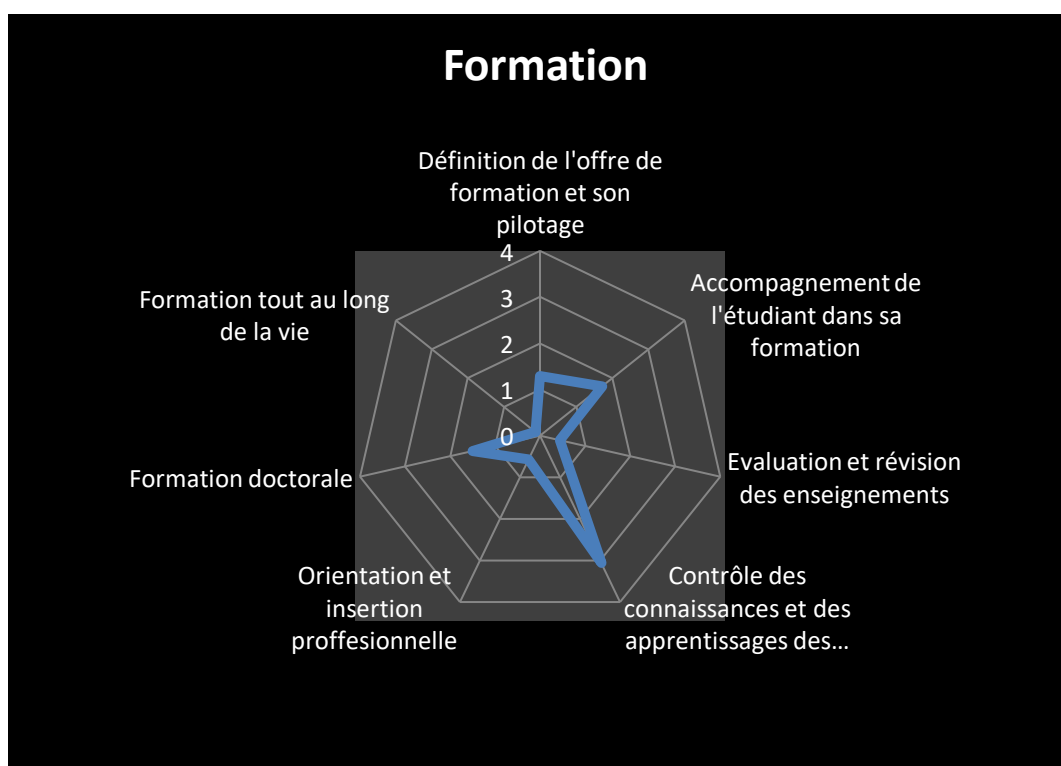 Formation
Définition de l'offre de
formation et son
pilotage
4
3
2
1
0
Accompagnement de
l'étudiant dans sa
formation
Evaluation et révision
des enseignements
Contrôle des
connaissances et des
apprentissages des…
Orientation et
insertion
proffesionnelle
Formation doctorale
Formation tout au long
de la vie